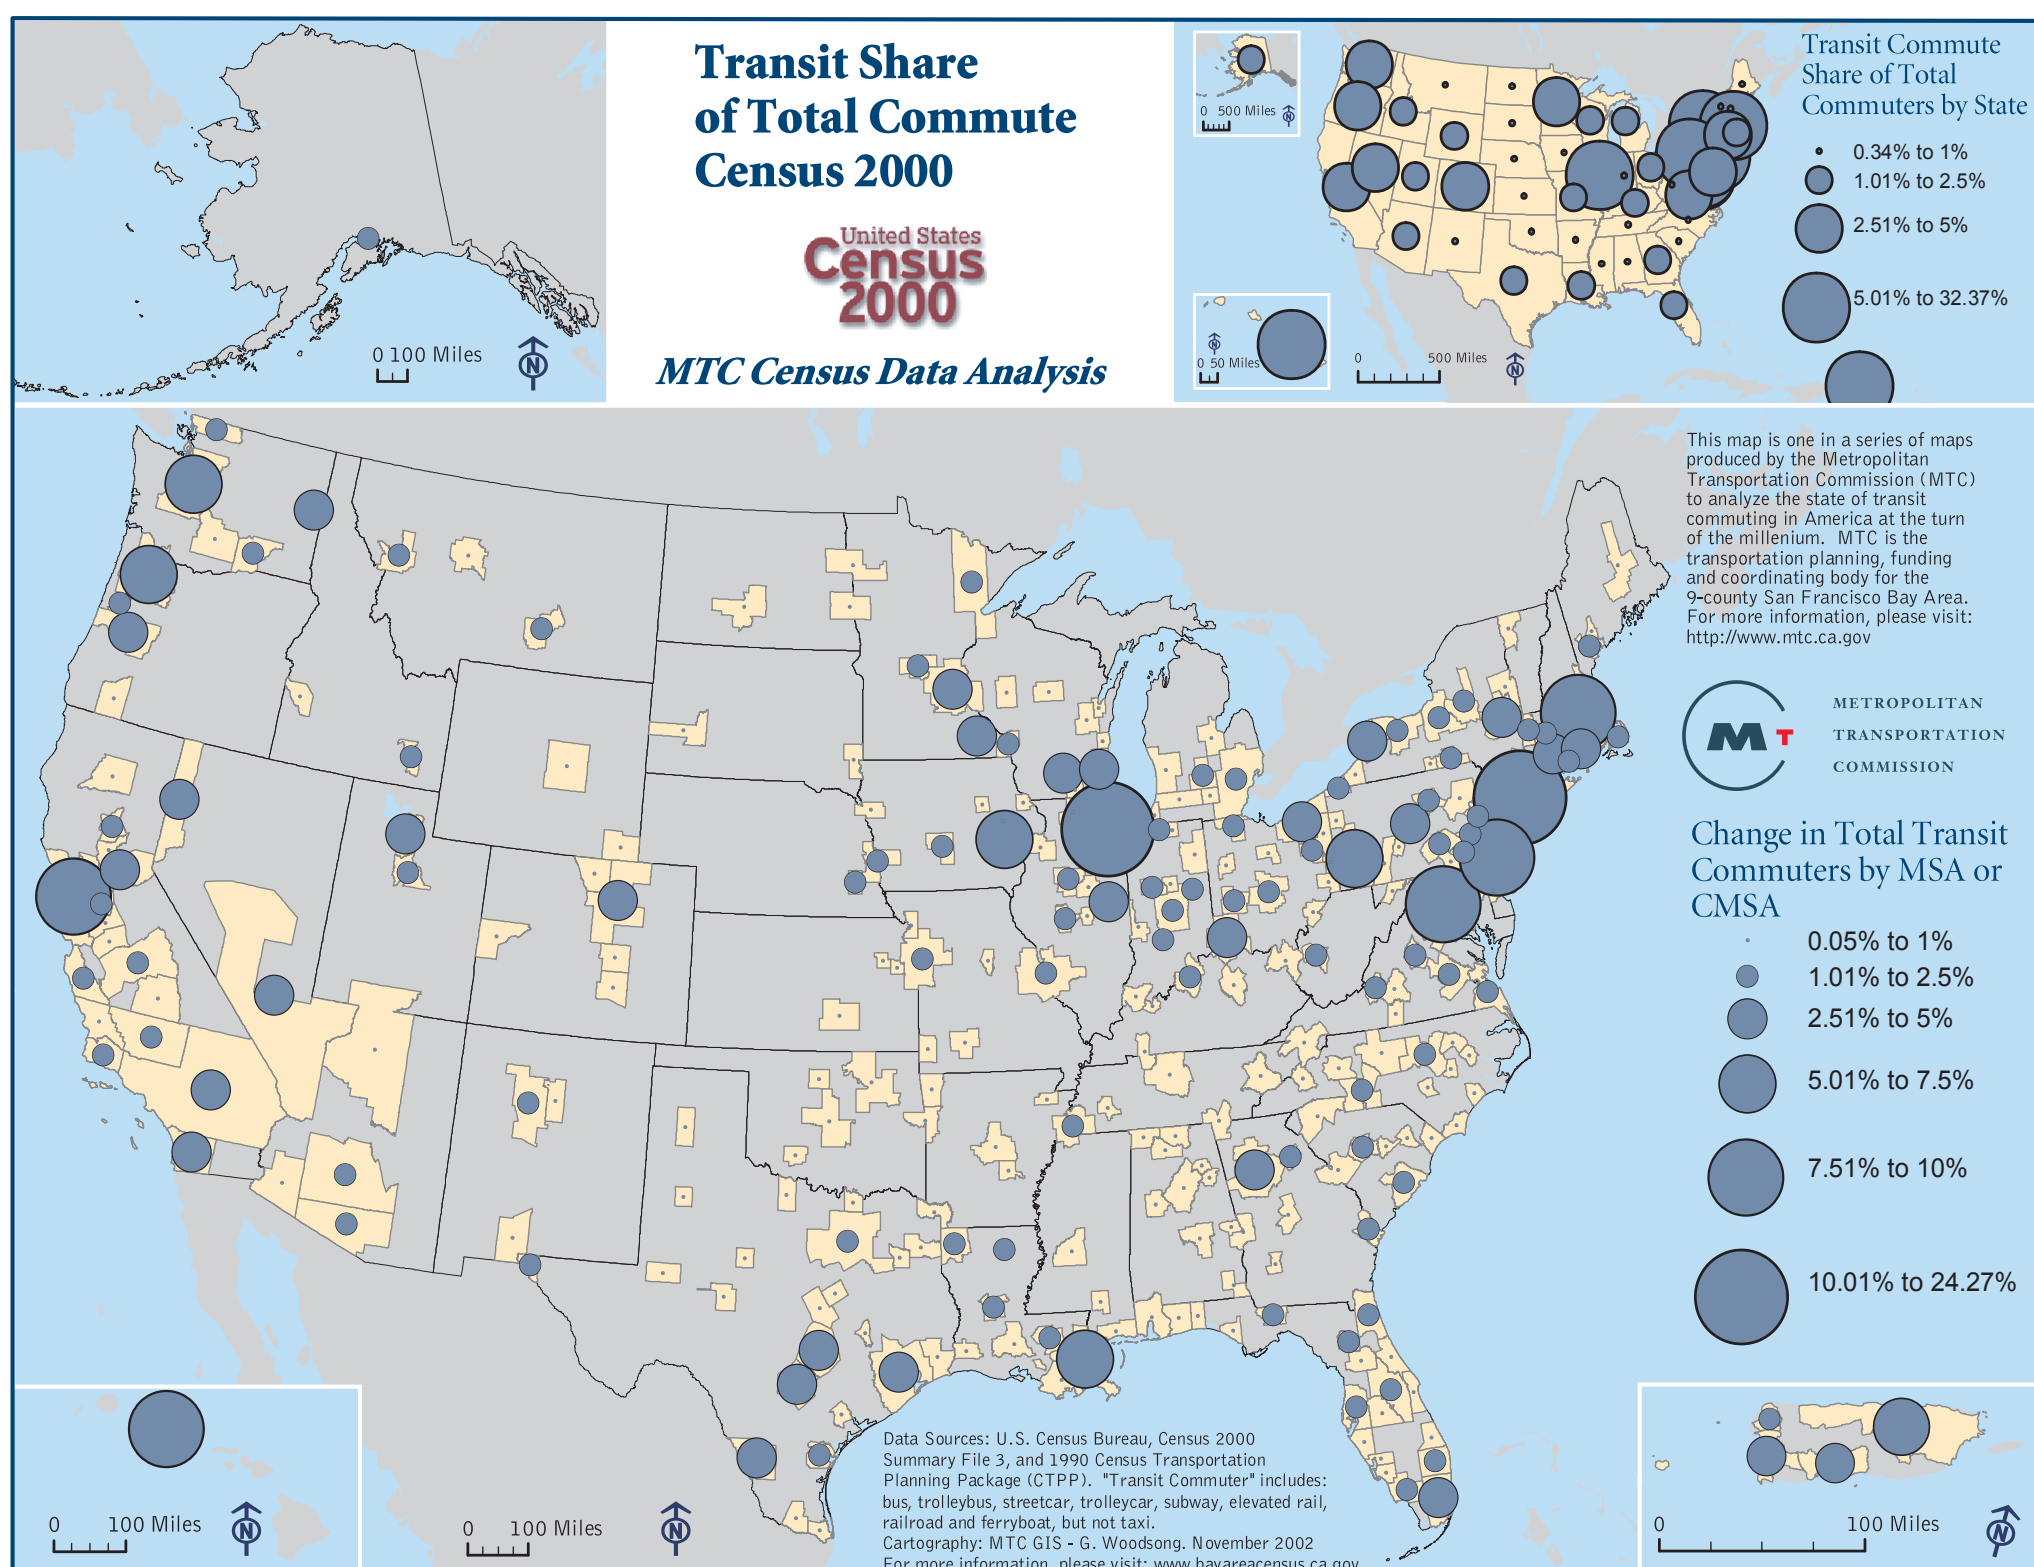 Transit Share
of Total Commute
Census 2000
United States
Census
2000
MTC Census Data Analysis
0 100 Miles
N
0 500 Miles
N
N
0 50 Miles
0 500 Miles
N
Transit Commute
Share of Total
Commuters by State
0.34% to 1%
1.01% to 2.5%
2.51% to 5%
5.01% to 32.37%
This map is one in a series of maps
produced by the Metropolitan
Transportation Commission (MTC)
to analyze the state of transit
commuting in America at the turn
of the millenium.  MTC is the
transportation planning, funding
and coordinating body for the
9-county San Francisco Bay Area.
For more information, please visit:
http://www.mtc.ca.gov
MT
METROPOLITAN
TRANSPORTATION
COMMISSION
Change in Total Transit
Commuters by MSA or
CMSA
0.05% to 1%
1.01% to 2.5%
2.51% to 5%
5.01% to 7.5%
7.51% to 10%
10.01% to 24.27%
0 100 Miles
N
0 100 Miles
N
Data Sources: U.S. Census Bureau, Census 2000
Summary File 3, and 1990 Census Transportation
Planning Package (CTPP).  "Transit Commuter" includes:
bus, trolleybus, streetcar, trolleycar, subway, elevated rail,
railroad and ferryboat, but not taxi.
Cartography: MTC GIS - G. Woodsong. November 2002
For more information, please visit: www.bayareacensus.ca.gov
0 100 Miles
N